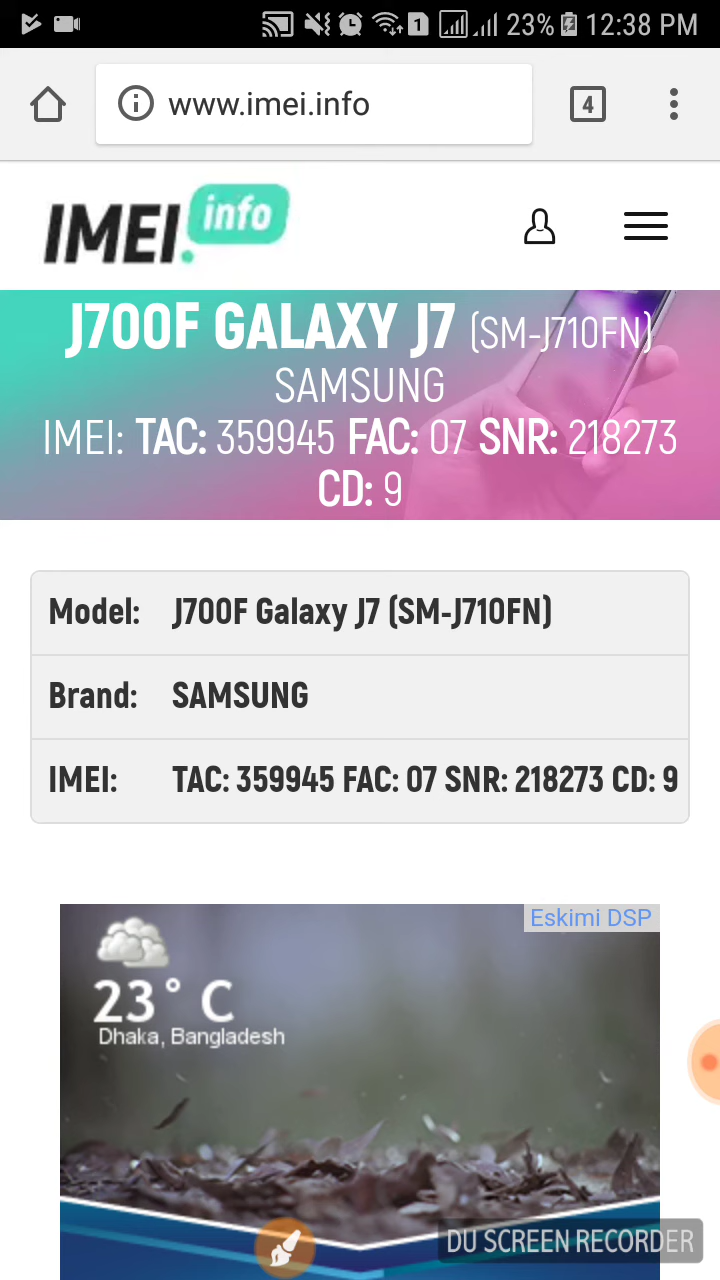 23% 12:38 PM
www.imei.info
4
IMEI.info
J700F GALAXY J7 (SM-J710FN)
SAMSUNG
IMEI: TAC: 359945 FAC: 07 SNR: 218273
CD: 9
Model: J700F Galaxy J7 (SM-J710FN)
Brand: SAMSUNG
IMEI: TAC: 359945 FAC: 07 SNR: 218273 CD: 9
Eskimi DSP
23° C
Dhaka, Bangladesh
DU SCREEN RECORDER